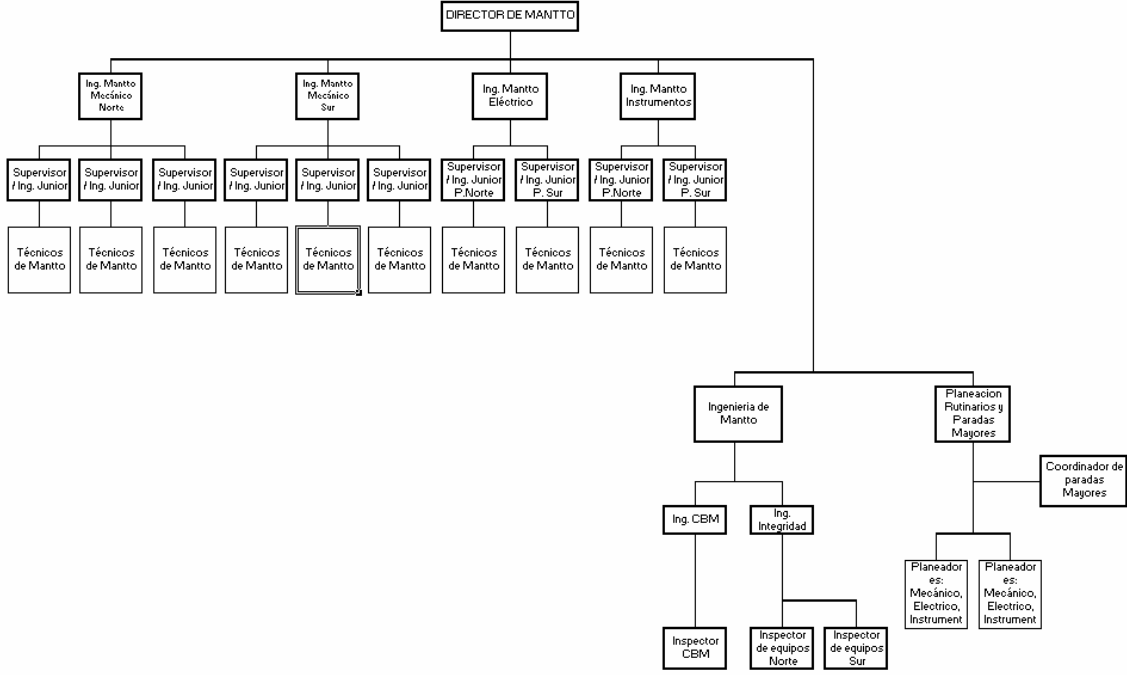 DIRECTOR DE MANTTO
Ing. Mantto
Mecánico
Norte
Ing. Mantto
Mecánico
Sur
Ing. Mantto
Eléctrico
Ing. Mantto
Instrumentos
Supervisor
/ Ing. Junior
Supervisor
/ Ing. Junior
Supervisor
/ Ing. Junior
Supervisor
/ Ing. Junior
Supervisor
/ Ing. Junior
Supervisor
/ Ing. Junior
Supervisor
/ Ing. Junior
P.Norte
Supervisor
/ Ing. Junior
P. Sur
Supervisor
/ Ing. Junior
P.Norte
Supervisor
/ Ing. Junior
P. Sur
Técnicos
de Mantto
Técnicos
de Mantto
Técnicos
de Mantto
Técnicos
de Mantto
Técnicos
de Mantto
Técnicos
de Mantto
Técnicos
de Mantto
Técnicos
de Mantto
Técnicos
de Mantto
Técnicos
de Mantto
Ingenieria de
Mantto
Planeacion
Rutinarios y
Paradas
Mayores
Coordinador de
paradas
Mayores
Ing. CBM
Ing.
Integridad
Planeador
es:
Mecánico,
Electrico,
Instrument
Planeador
es:
Mecánico,
Electrico,
Instrument
Inspector
CBM
Inspector
de equipos
Norte
Inspector
de equipos
Sur